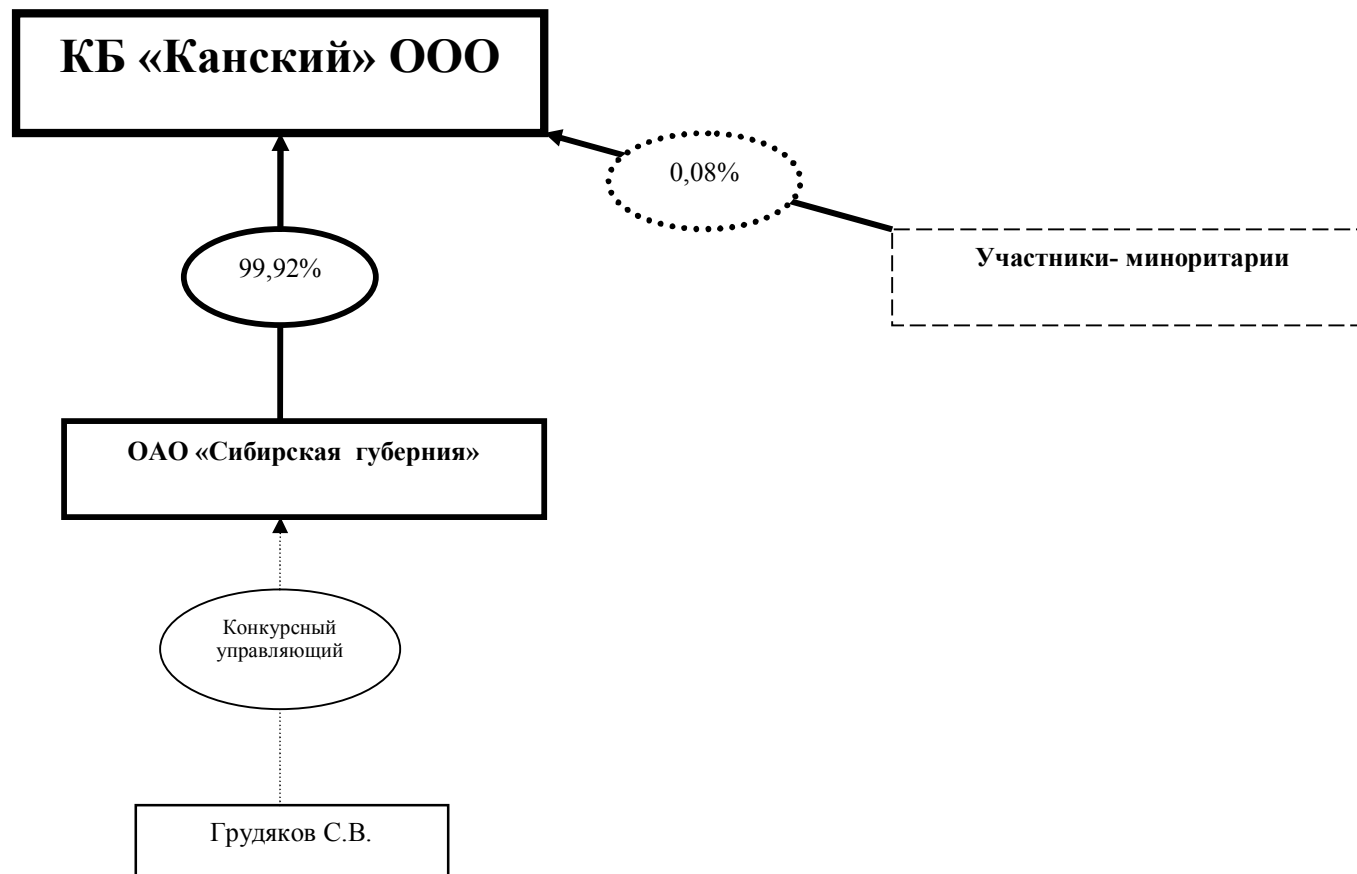 КБ «Канский» ООО
0,08%
99,92%
Участники- миноритарии
ОАО «Сибирская губерния»
Конкурсный
управляющий
Грудяков С.В.